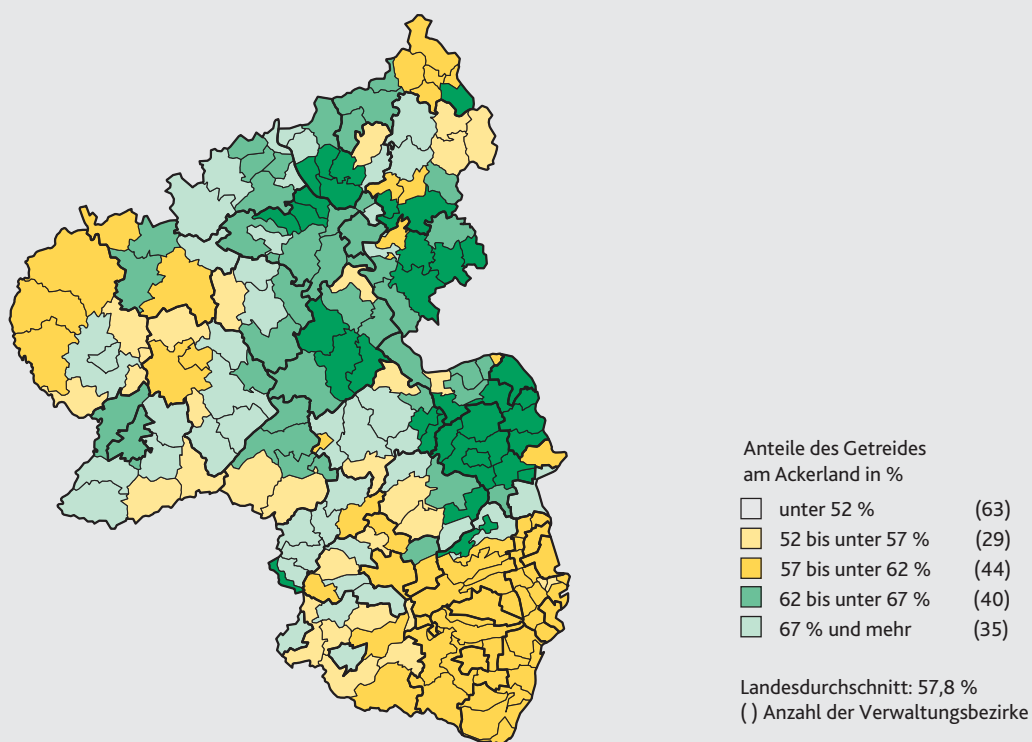 Anteile des Getreides
am Ackerland in %
unter 52 % (63)
52 bis unter 57 % (29)
57 bis unter 62 % (44)
62 bis unter 67 % (40)
67 % und mehr (35)
Landesdurchschnitt: 57,8 %
( ) Anzahl der Verwaltungsbezirke